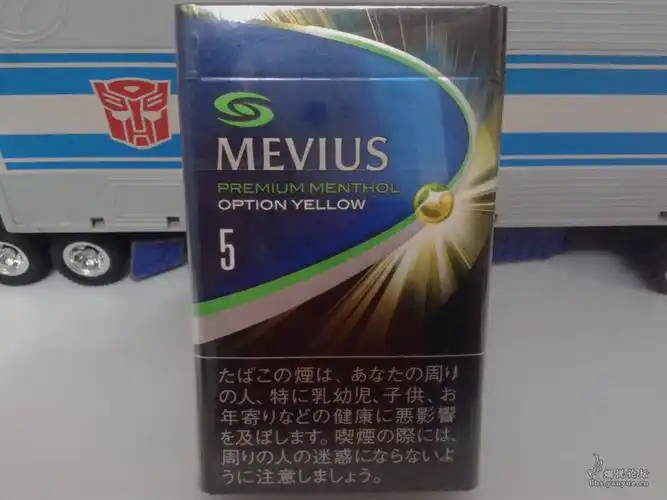 MEVIUS
PREMIUM MENTHOL
OPTION YELLOW
5
たばこの煙は、あなたの周り
の人、特に乳幼児、子供、お
年寄りなどの健康に悪影響
を及ぼします。喫煙の際には、
周りの人の迷惑にならないよ
うに注意しましょう。